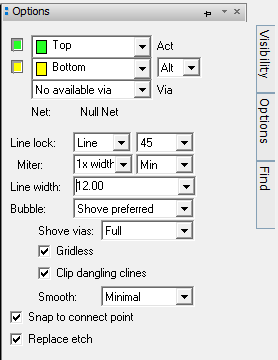 Options
Top Act
Bottom Alt
No available via Via
Net: Null Net
Line lock: Line 45
Miter: 1x width Min
Line width: 12.00
Bubble: Shove preferred
Shove vias: Full
Gridless
Clip dangling clines
Smooth: Minimal
Snap to connect point
Replace etch
Visibility
Options
Find